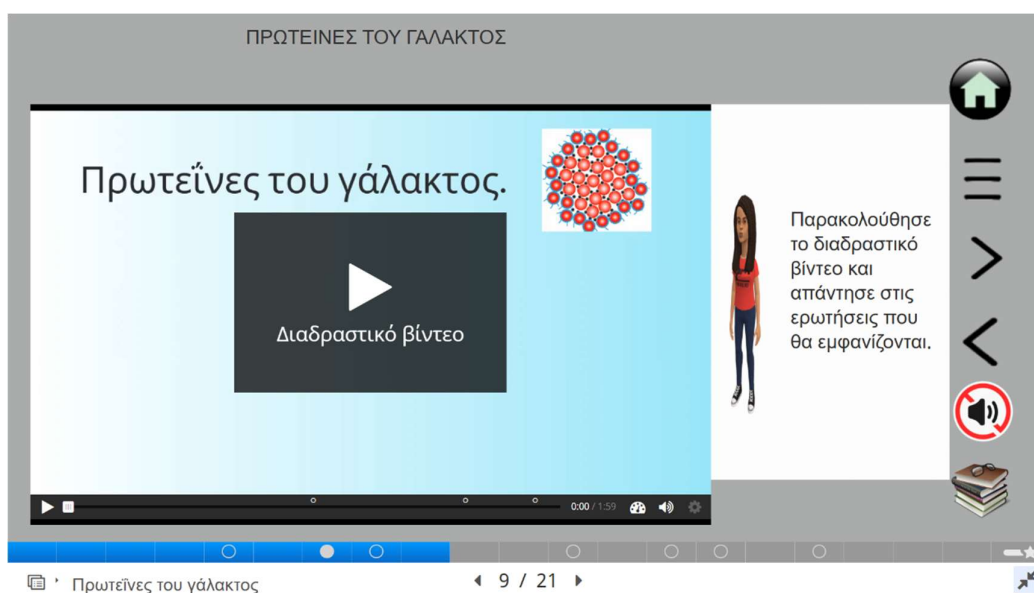 ΠΡΩΤΕΙΝΕΣ ΤΟΥ ΓΑΛΑΚΤΟΣ
Πρωτεΐνες του γάλακτος.
Διαδραστικό βίντεο
Παρακολούθησε
το διαδραστικό
βίντεο και
απάντησε στις
ερωτήσεις που
θα εμφανίζονται.
0:00 / 1:59
Πρωτεΐνες του γάλακτος
9 / 21